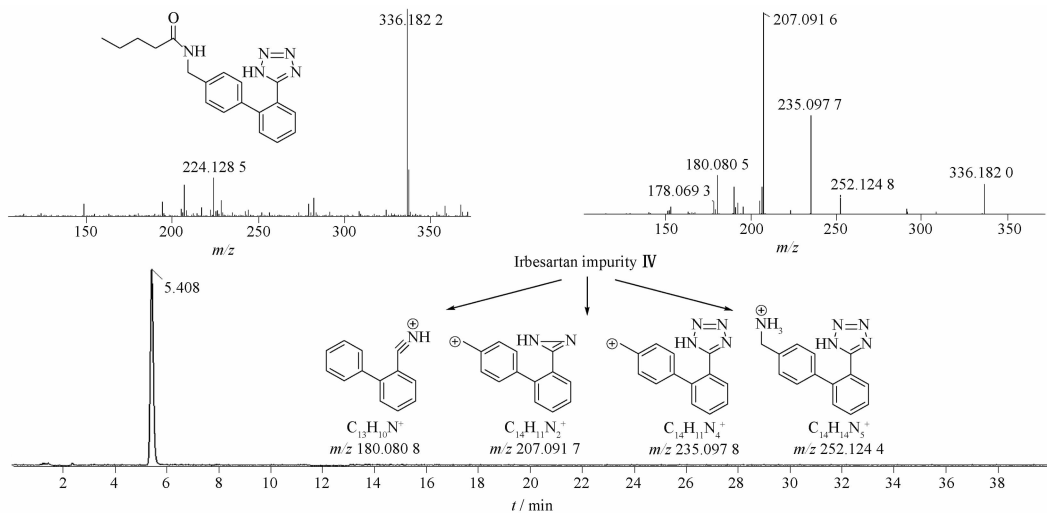 336.182 2
O
NH
N
N
HN
N
224.128 5
150 200 250 300 350
m/z
207.091 6
235.097 7
180.080 5
178.069 3
252.124 8
336.182 0
150 200 250 300 350
m/z
5.408
Irbesartan impurity Ⅳ
⊕
NH
C₁₃H₁₀N⁺
m/z 180.080 8
⊕
HN
N
C₁₄H₁₁N₂⁺
m/z 207.091 7
⊕
N
N
HN
N
C₁₄H₁₁N₄⁺
m/z 235.097 8
⊕
NH₃
N
N
HN
N
C₁₄H₁₄N₅⁺
m/z 252.124 4
2 4 6 8 10 12 14 16 18 20 22 24 26 28 30 32 34 36 38
t / min